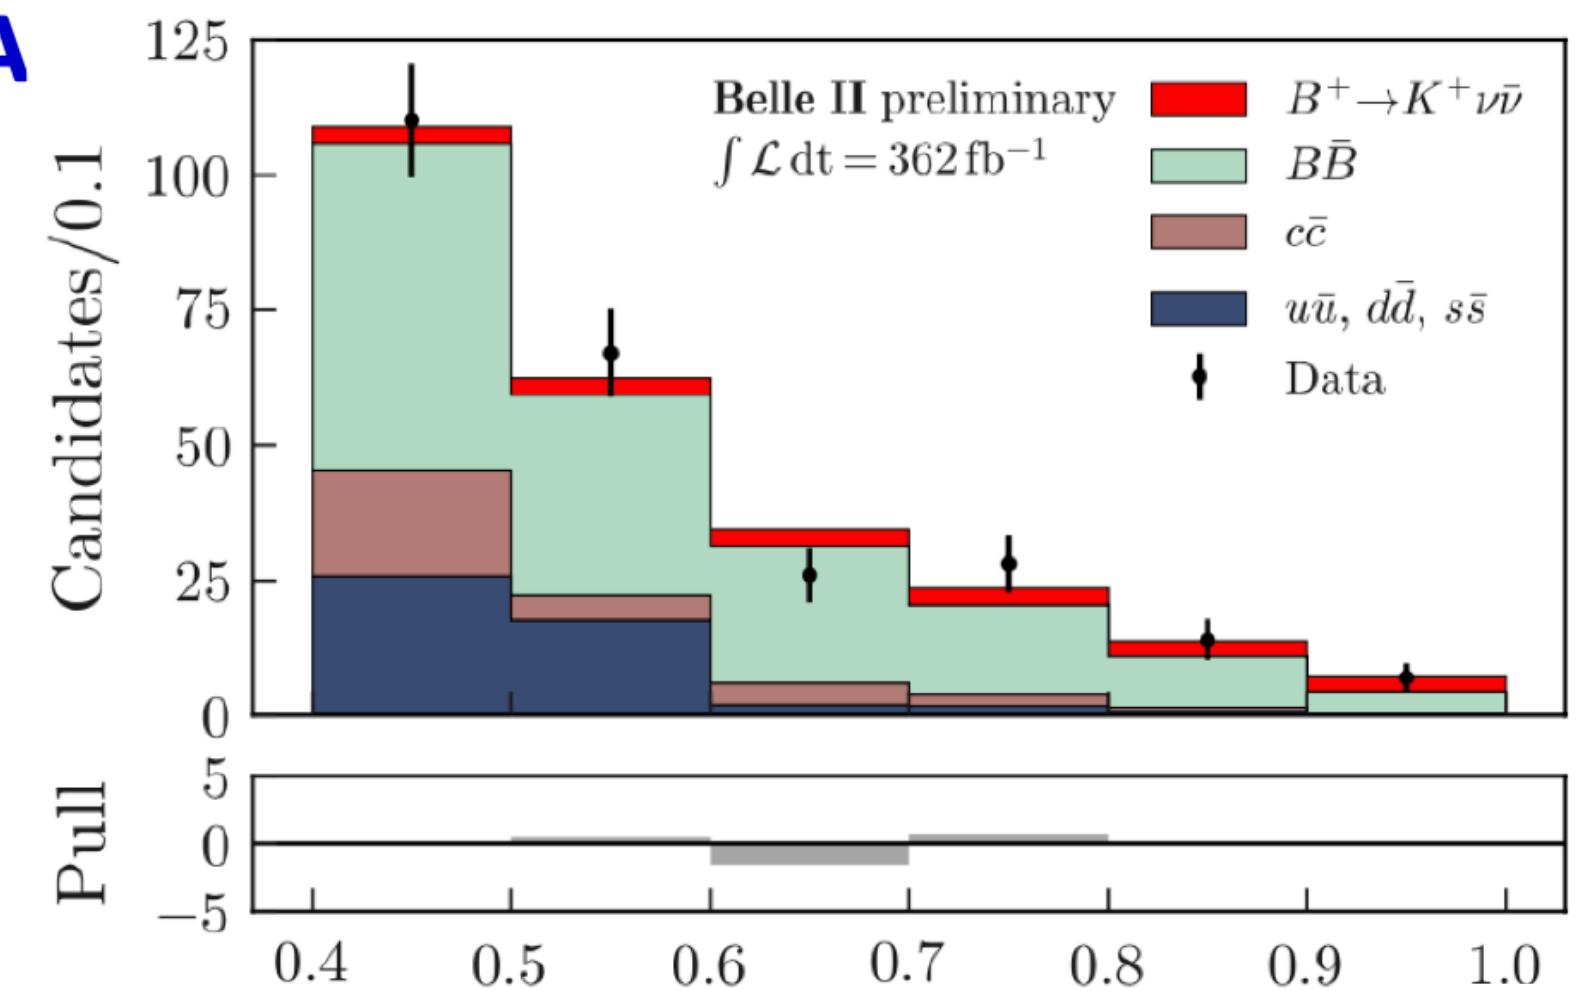 A
125
100
75
50
25
0
Candidates/0.1
Belle II preliminary
∫ℒ dt = 362 fb⁻¹
B⁺→K⁺νν̄
BB̄
cc̄
uū, dd̄, ss̄
Data
5
0
−5
Pull
0.4 0.5 0.6 0.7 0.8 0.9 1.0